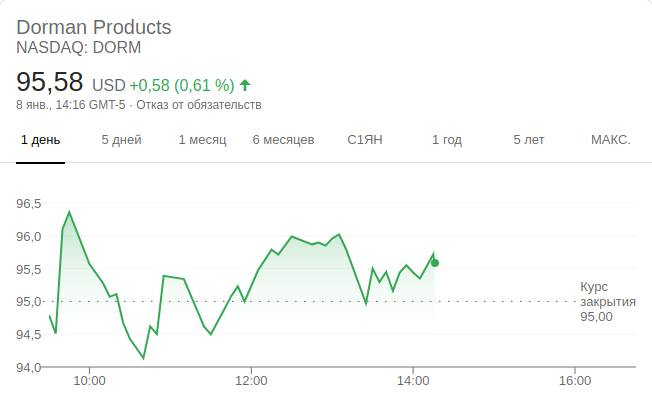 Dorman Products
NASDAQ: DORM
95,58 USD +0,58 (0,61 %)
8 янв., 14:16 GMT-5 · Отказ от обязательств
1 день 5 дней 1 месяц 6 месяцев С1ЯН 1 год 5 лет МАКС.
96,5
96,0
95,5
95,0
94,5
94,0
Курс
закрытия
95,00
10:00 12:00 14:00 16:00